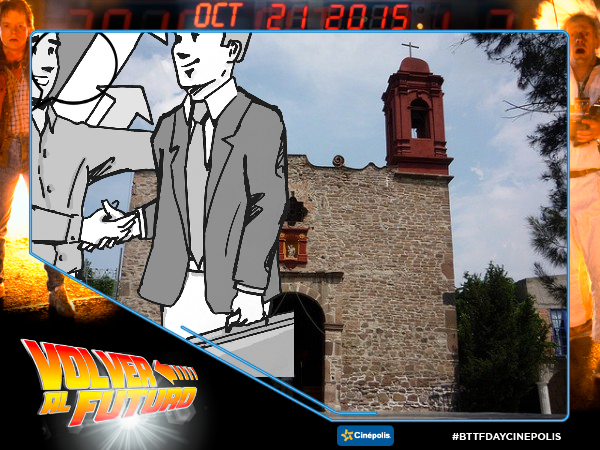 OCT 21 2015.
VOLVER
AL FUTURO
Cinépolis.
#BTTFDAYCINEPOLIS